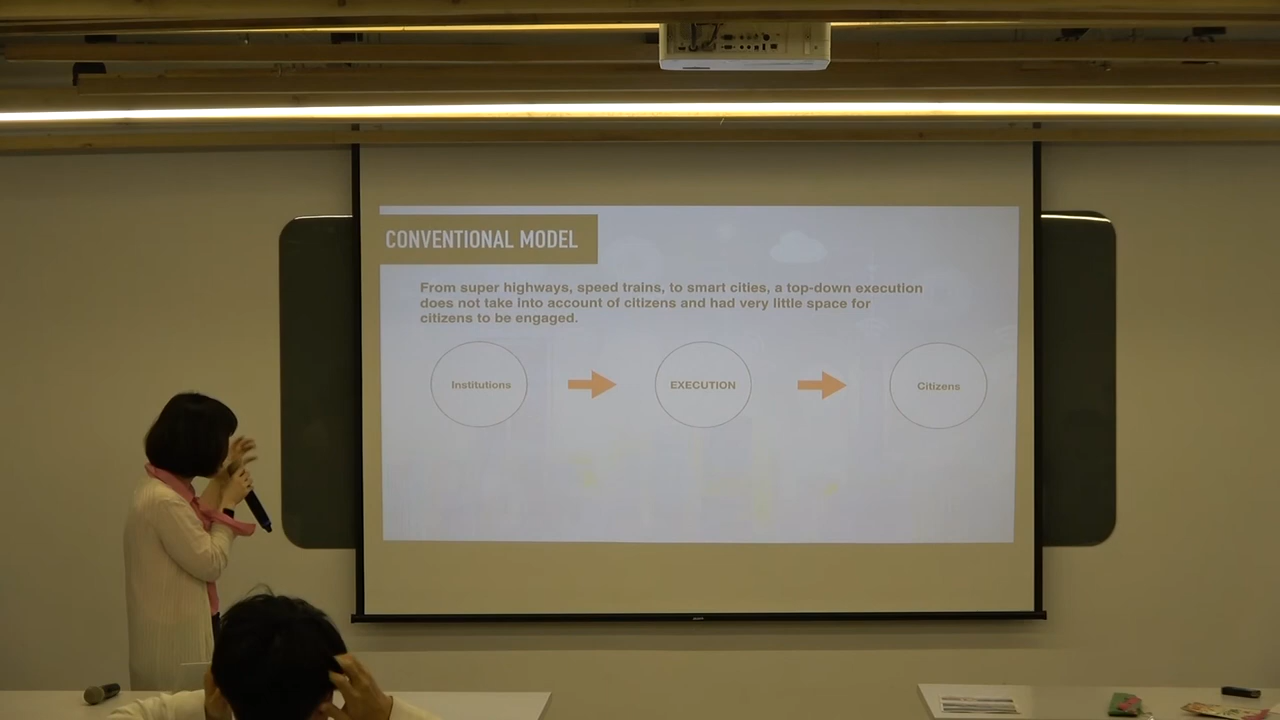 CONVENTIONAL MODEL
From super highways, speed trains, to smart cities, a top-down execution
does not take into account of citizens and had very little space for
citizens to be engaged.
Institutions
EXECUTION
Citizens